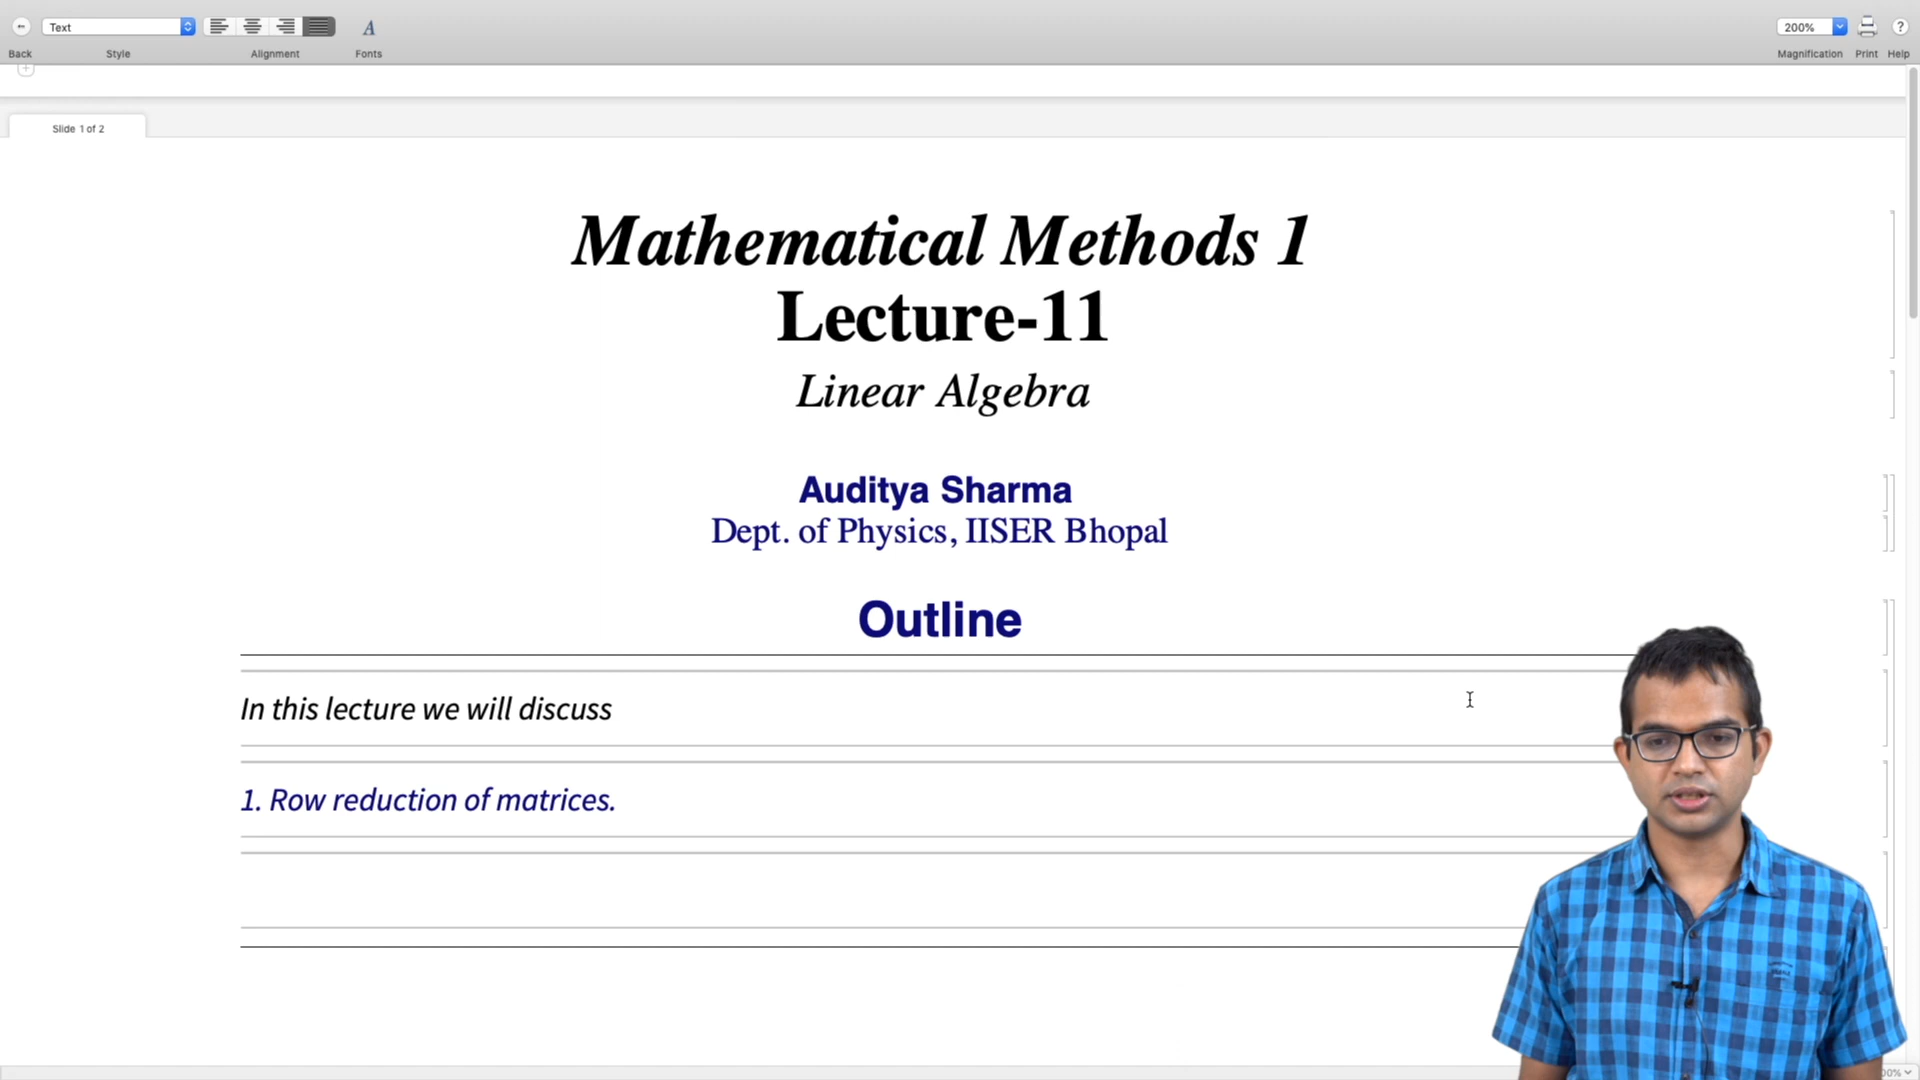 Text
200%
Back
Style
Alignment
Fonts
Magnification
Print
Help
Slide 1 of 2
Mathematical Methods 1
Lecture-11
Linear Algebra
Auditya Sharma
Dept. of Physics, IISER Bhopal
Outline
In this lecture we will discuss
1. Row reduction of matrices.